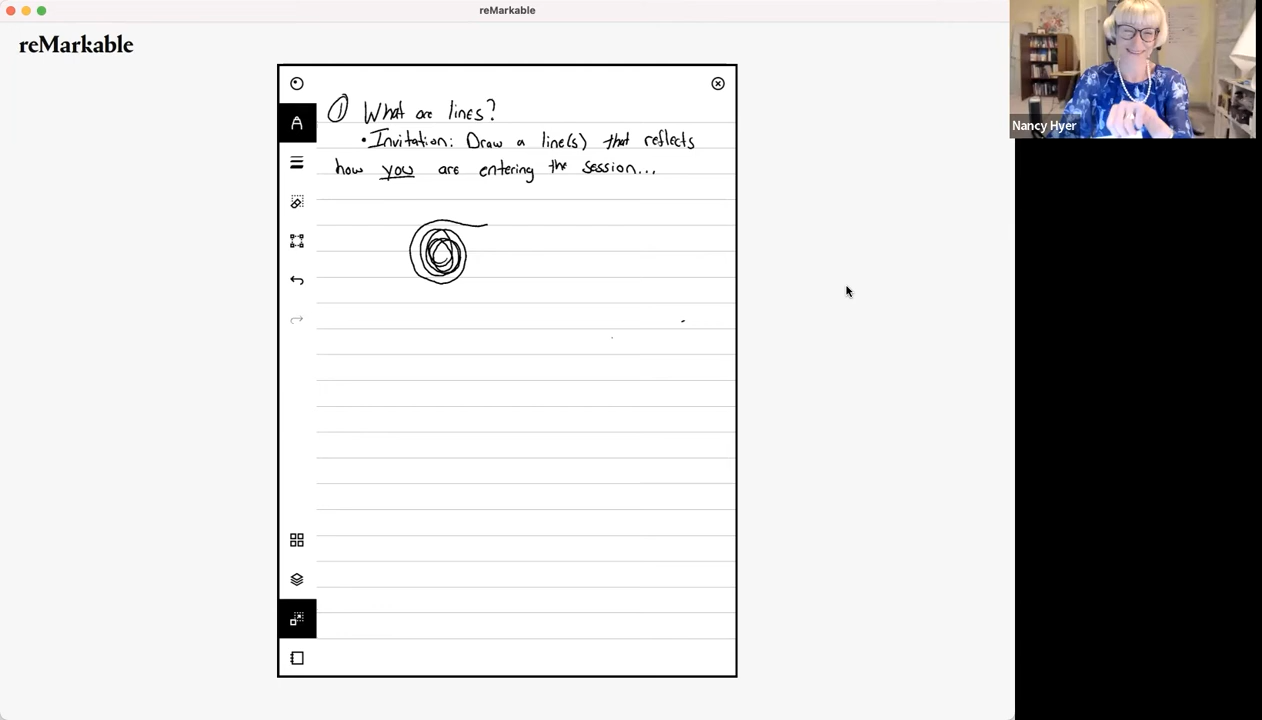 reMarkable
reMarkable
Nancy Hyer
① What are lines?
• Invitation: Draw a line(s) that reflects
how you are entering the session...